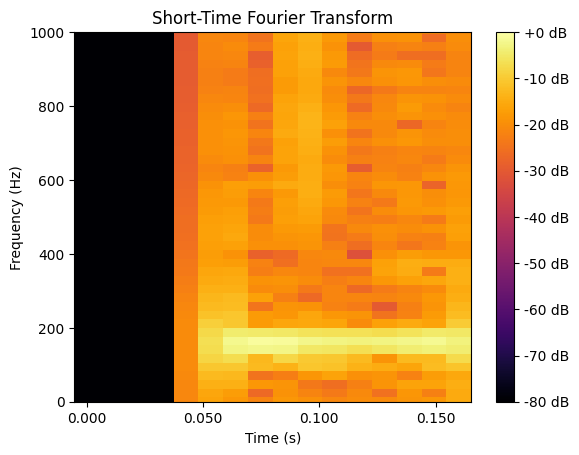 Short-Time Fourier Transform
Frequency (Hz)
1000
800
600
400
200
0
0.000
0.050
0.100
0.150
Time (s)
+0 dB
-10 dB
-20 dB
-30 dB
-40 dB
-50 dB
-60 dB
-70 dB
-80 dB